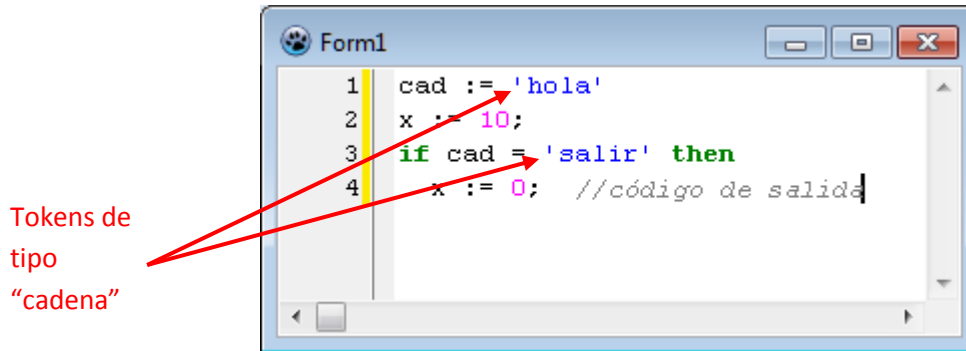 Form1
1 cad := 'hola'
2 x := 10;
3 if cad = 'salir' then
4 x := 0; //código de salida
Tokens de
tipo
“cadena”